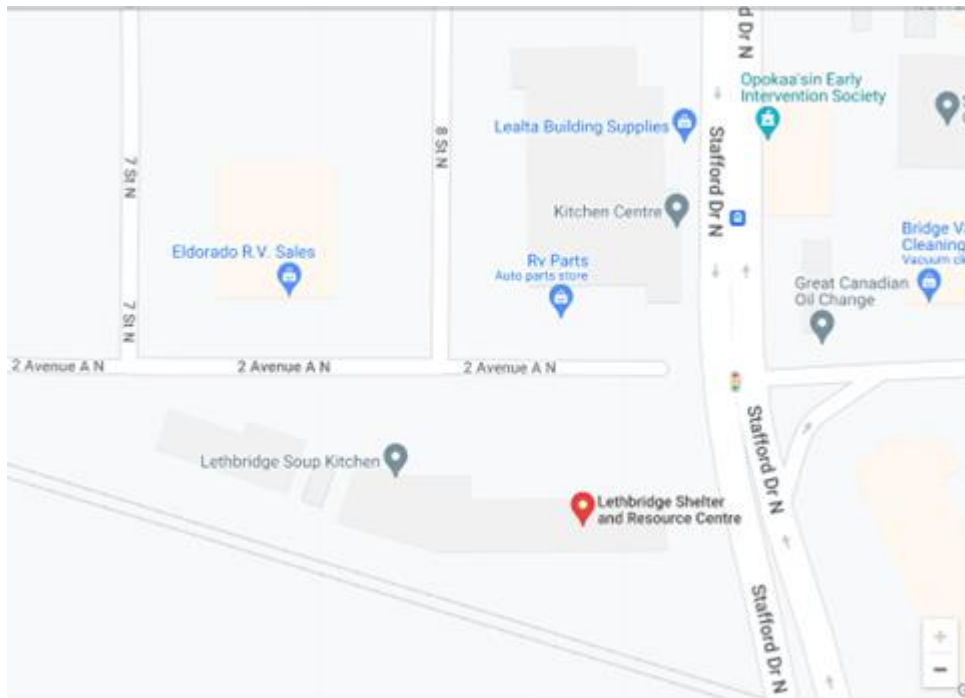 d Dr N
Opokaa'sin Early
Intervention Society
Lealta Building Supplies
Stafford Dr N
8 St N
7 St N
Kitchen Centre
Eldorado R.V. Sales
Rv Parts
Auto parts store
Bridge
Cleaning
Vacuum
Great Canadian
Oil Change
7 St N
2 Avenue A N
2 Avenue A N
2 Avenue A N
Stafford Dr N
Lethbridge Soup Kitchen
Lethbridge Shelter
and Resource Centre
Stafford Dr N
+
−